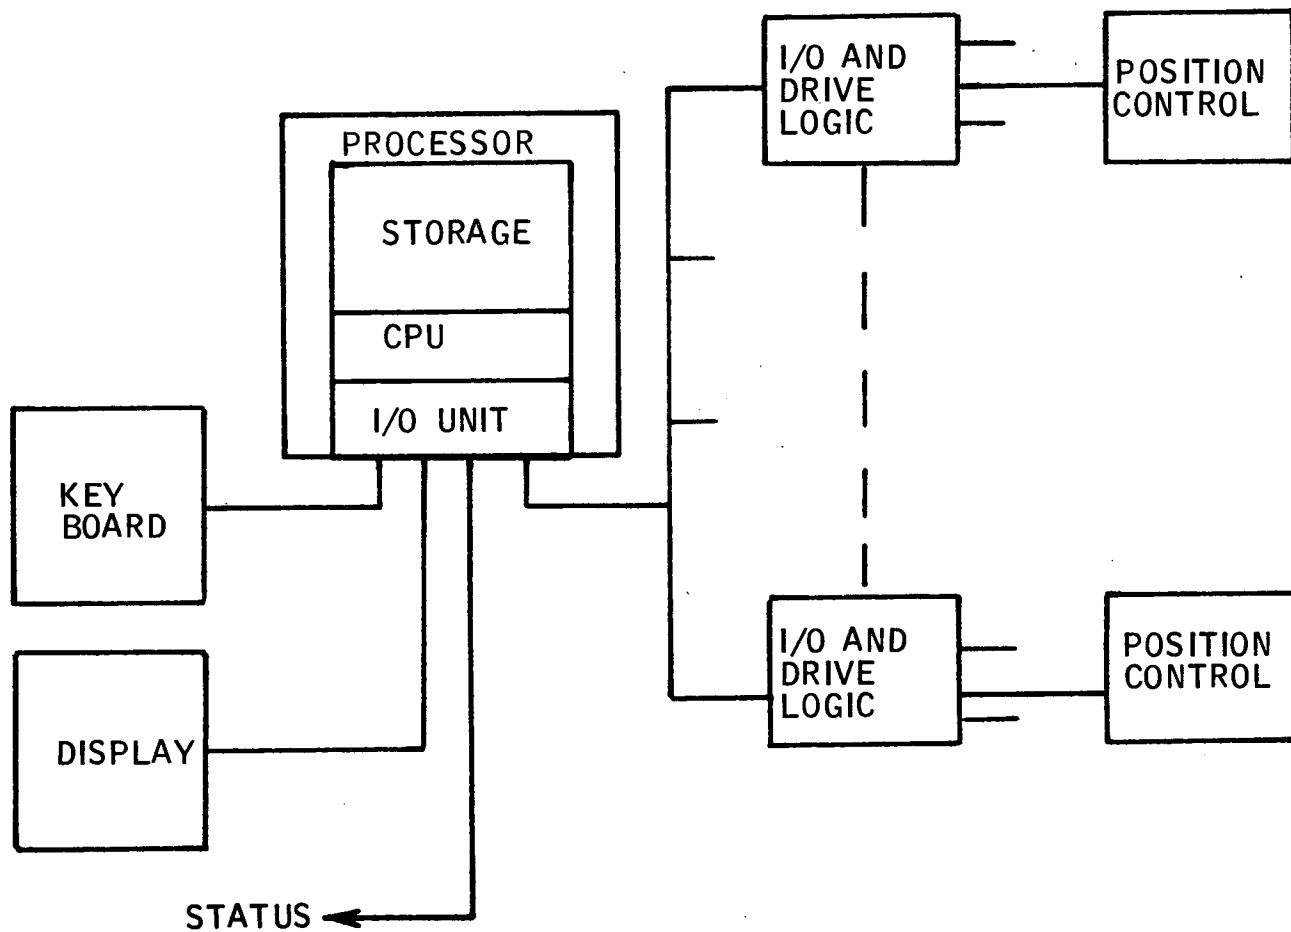 PROCESSOR
STORAGE
CPU
I/O UNIT
KEY
BOARD
DISPLAY
STATUS
I/O AND
DRIVE
LOGIC
POSITION
CONTROL
I/O AND
DRIVE
LOGIC
POSITION
CONTROL